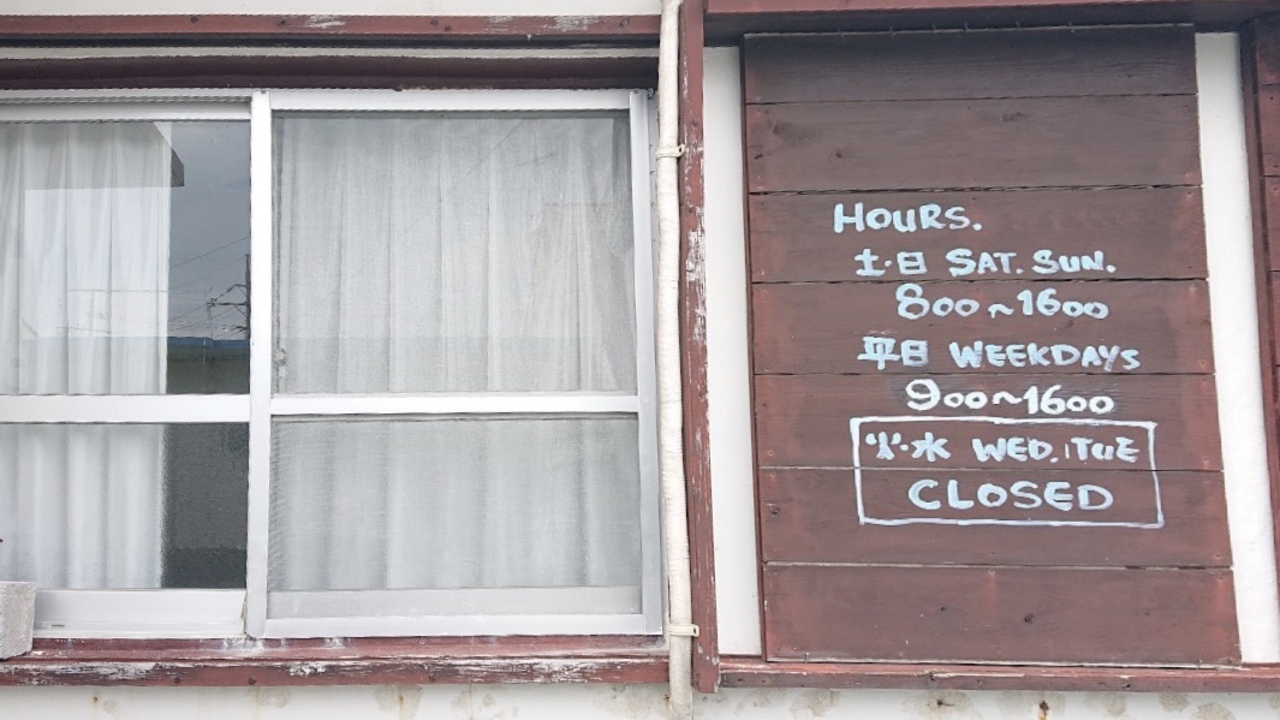 HOURS.
土・日 SAT. SUN.
800~1600
平日 WEEKDAYS
900~1600
火・水 WED. TUE
CLOSED